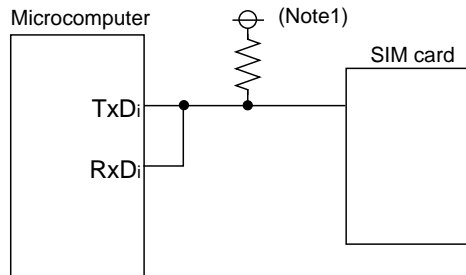 Microcomputer
(Note1)
SIM card
TxDi
RxDi